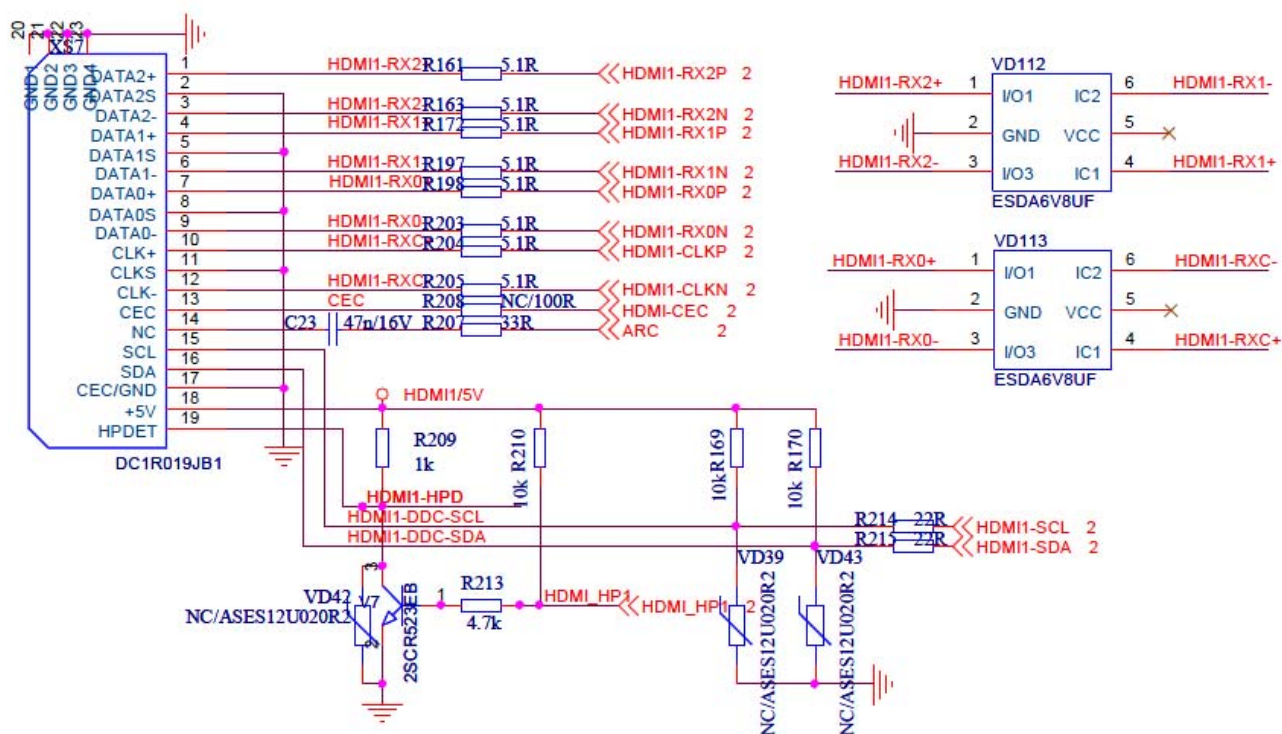 20
21
22
23
XS7
GND1
GND2
GND3
GND4
1
DATA2+
HDMI1-RX2
R161
5.1R
HDMI1-RX2P 2
2
DATA2S
3
DATA2-
HDMI1-RX2
R163
5.1R
HDMI1-RX2N 2
4
DATA1+
HDMI1-RX1
R172
5.1R
HDMI1-RX1P 2
5
DATA1S
6
DATA1-
HDMI1-RX1
R197
5.1R
HDMI1-RX1N 2
7
DATA0+
HDMI1-RX0
R198
5.1R
HDMI1-RX0P 2
8
DATA0S
9
DATA0-
HDMI1-RX0
R203
5.1R
HDMI1-RX0N 2
10
CLK+
HDMI1-RXC
R204
5.1R
HDMI1-CLKP 2
11
CLKS
12
CLK-
HDMI1-RXC
R205
5.1R
HDMI1-CLKN 2
13
CEC
CEC
R208
NC/100R
HDMI-CEC 2
14
NC
C23
47n/16V
R207
33R
ARC 2
15
SCL
16
SDA
17
CEC/GND
18
+5V
19
HPDET
DC1R019JB1
HDMI1/5V
R209
1k
10k R210
10kR169
10k R170
HDMI1-HPD
HDMI1-DDC-SCL
HDMI1-DDC-SDA
R214
22R
HDMI1-SCL 2
R215
22R
HDMI1-SDA 2
VD39
VD43
NC/ASES12U020R2
NC/ASES12U020R2
VD42
NC/ASES12U020R2
V7
3
2
1
2SCR523EB
R213
4.7k
HDMI_HP1
HDMI_HP1 2
VD112
HDMI1-RX2+
1
I/O1
IC2
6
HDMI1-RX1-
2
GND
VCC
5
HDMI1-RX2-
3
I/O3
IC1
4
HDMI1-RX1+
ESDA6V8UF
VD113
HDMI1-RX0+
1
I/O1
IC2
6
HDMI1-RXC-
2
GND
VCC
5
HDMI1-RX0-
3
I/O3
IC1
4
HDMI1-RXC+
ESDA6V8UF